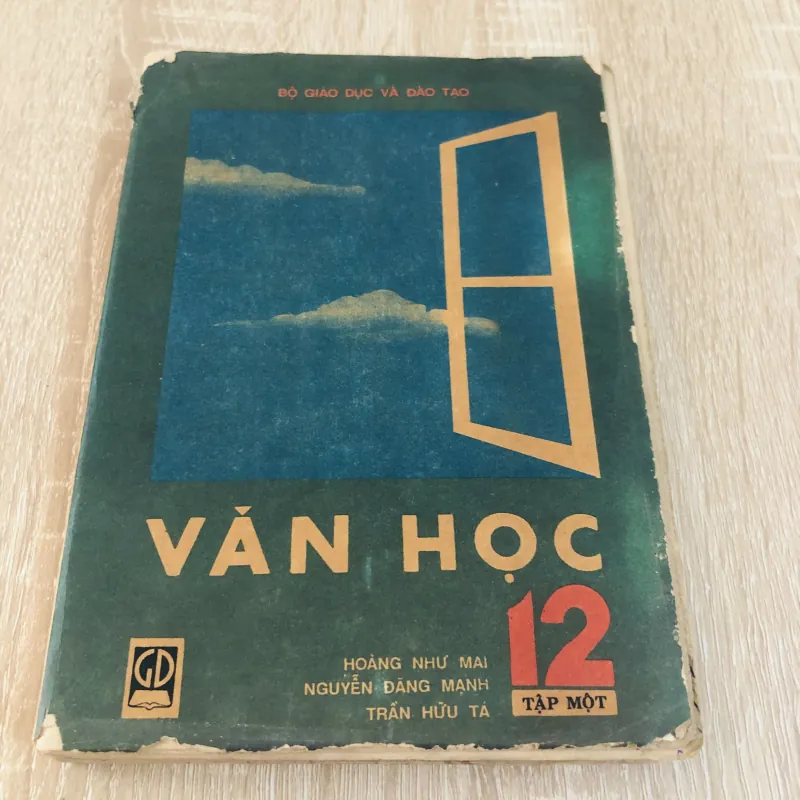 BỘ GIÁO DỤC VÀ ĐÀO TẠO
VĂN HỌC
12
TẬP MỘT
HOÀNG NHƯ MAI
NGUYỄN ĐĂNG MẠNH
TRẦN HỮU TÁ
GD